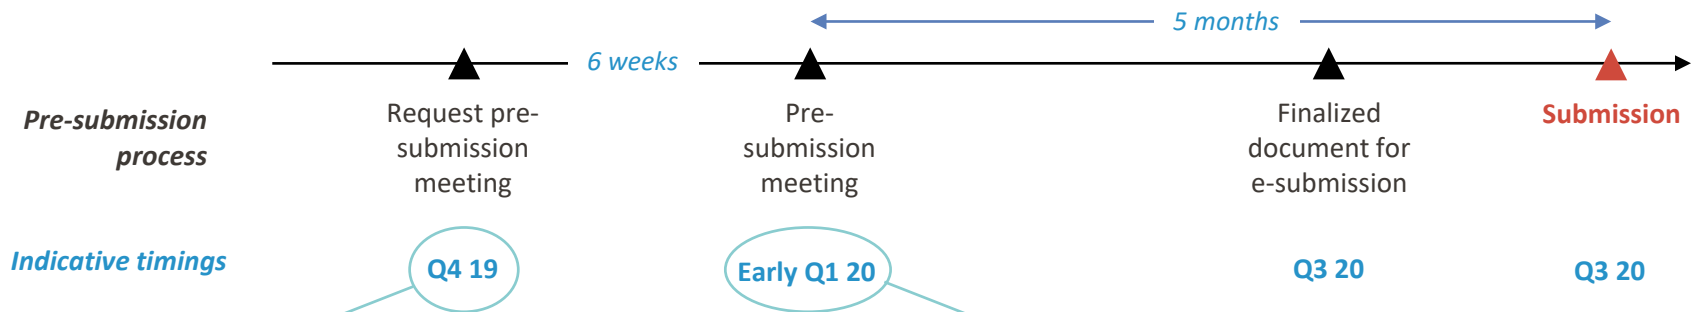 5 months
6 weeks
Pre-submission
process
Request pre-
submission
meeting
Pre-
submission
meeting
Finalized
document for
e-submission
Submission
Indicative timings
Q4 19
Early Q1 20
Q3 20
Q3 20